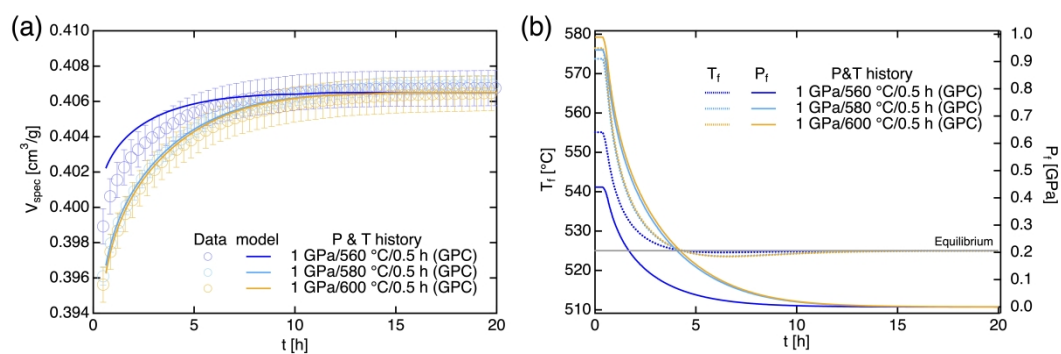 (a)
0.410
0.408
0.406
0.404
0.402
0.400
0.398
0.396
0.394
V_spec [cm³/g]
Data model P & T history
1 GPa/560 °C/0.5 h (GPC)
1 GPa/580 °C/0.5 h (GPC)
1 GPa/600 °C/0.5 h (GPC)
0 5 10 15 20
t [h]
(b)
580
570
560
550
540
530
520
510
T_f [°C]
T_f P_f P&T history
1 GPa/560 °C/0.5 h (GPC)
1 GPa/580 °C/0.5 h (GPC)
1 GPa/600 °C/0.5 h (GPC)
Equilibrium
1.0
0.9
0.8
0.7
0.6
0.5
0.4
0.3
0.2
0.1
0.0
P_f [GPa]
0 5 10 15 20
t [h]